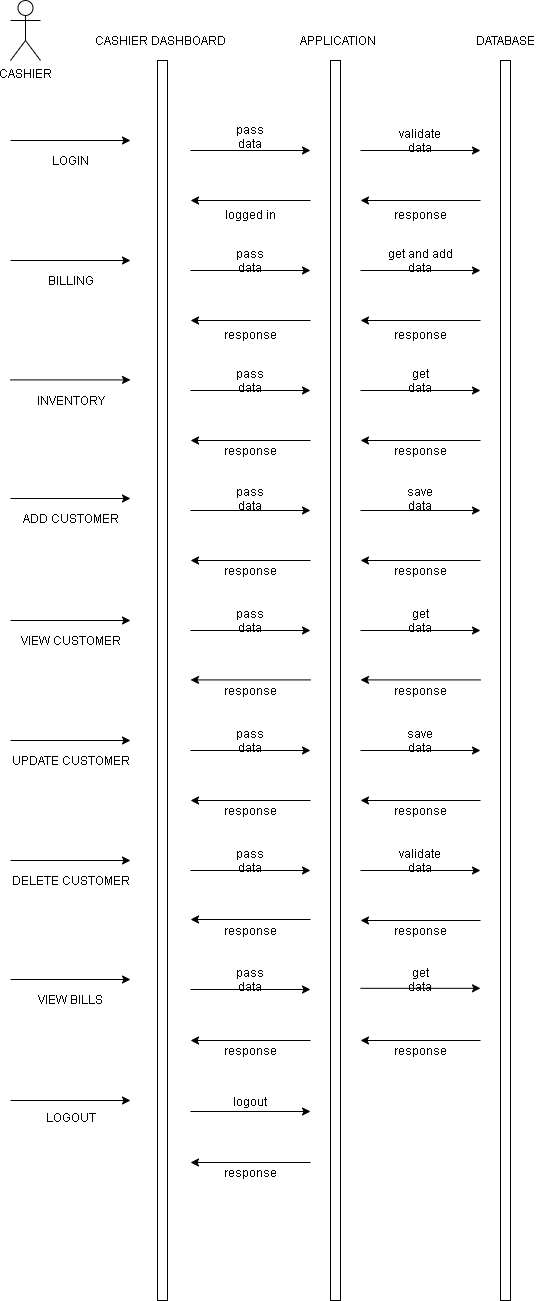 CASHIER DASHBOARD
APPLICATION
DATABASE
CASHIER
pass
data
validate
data
LOGIN
logged in
response
pass
data
get and add
data
BILLING
response
response
pass
data
get
data
INVENTORY
response
response
pass
data
save
data
ADD CUSTOMER
response
response
pass
data
get
data
VIEW CUSTOMER
response
response
pass
data
save
data
UPDATE CUSTOMER
response
response
pass
data
validate
data
DELETE CUSTOMER
response
response
pass
data
get
data
VIEW BILLS
response
response
logout
LOGOUT
response